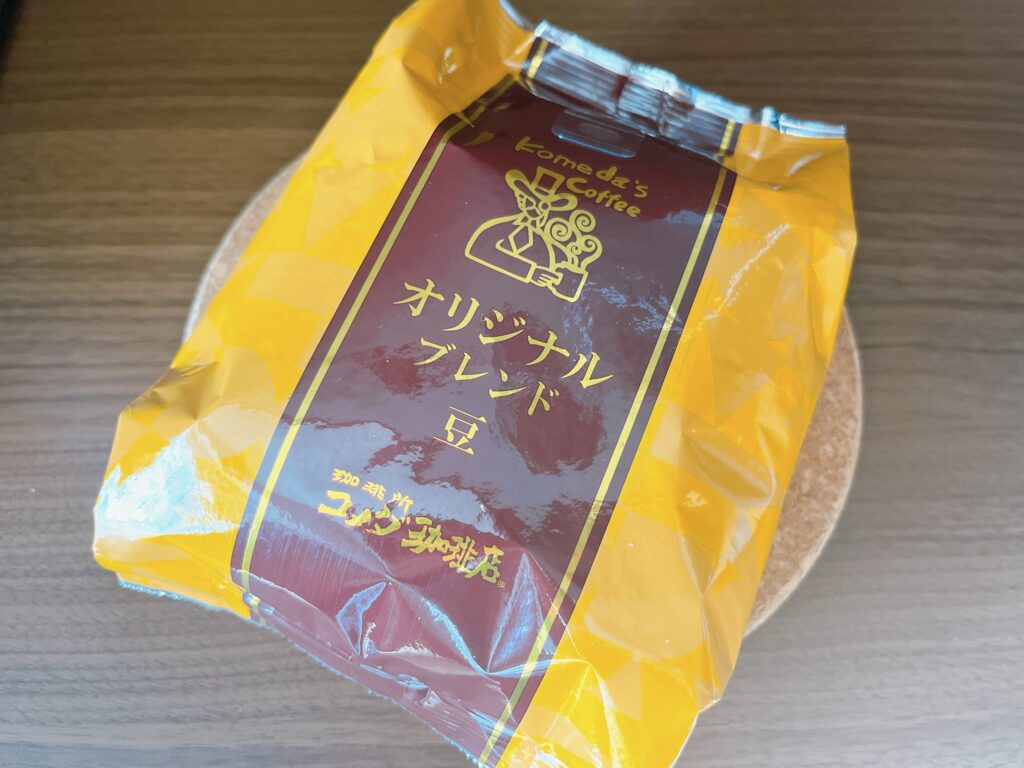 Komeda's
Coffee
オリジナル
ブレンド
豆
珈琲所
コメダ珈琲店®